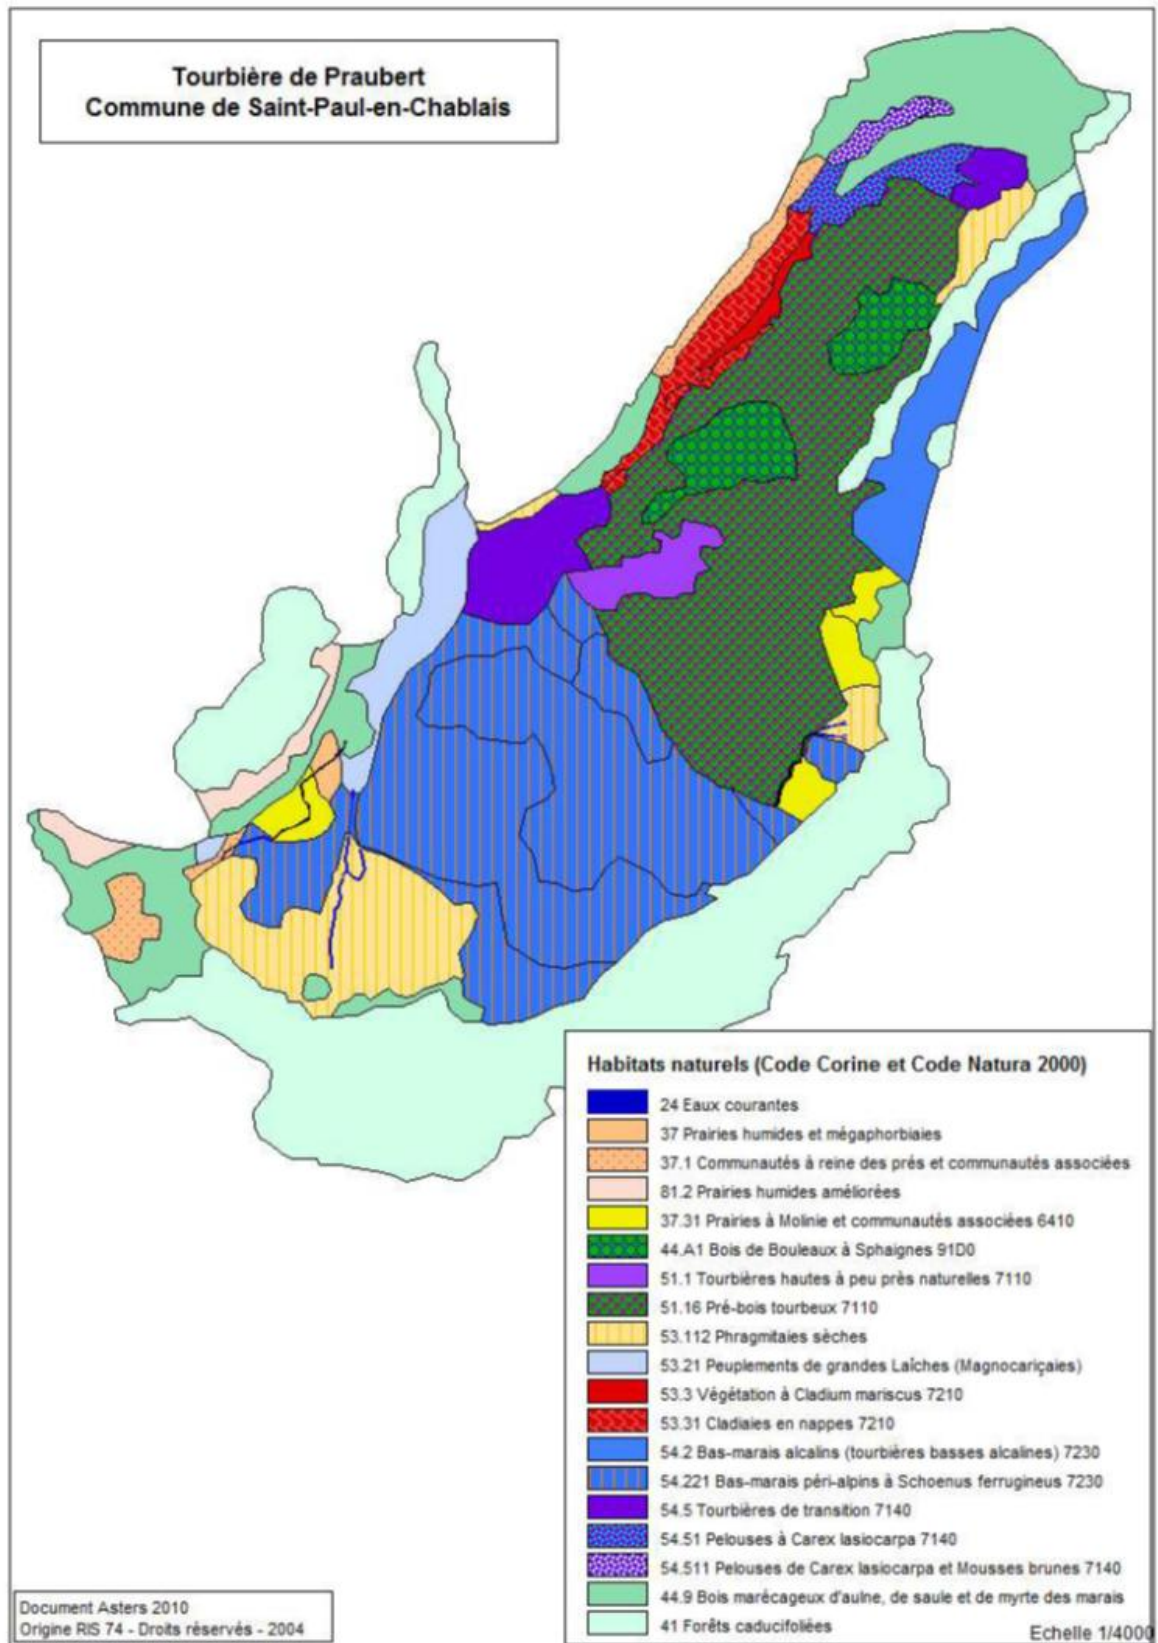 Tourbière de Praubert
Commune de Saint-Paul-en-Chablais
Habitats naturels (Code Corine et Code Natura 2000)
24 Eaux courantes
37 Prairies humides et mégaphorbiaies
37.1 Communautés à reine des prés et communautés associées
81.2 Prairies humides améliorées
37.31 Prairies à Molinie et communautés associées 6410
44.A1 Bois de Bouleaux à Sphaignes 91D0
51.1 Tourbières hautes à peu près naturelles 7110
51.16 Pré-bois tourbeux 7110
53.112 Phragmitaies sèches
53.21 Peuplements de grandes Laîches (Magnocariçaies)
53.3 Végétation à Cladium mariscus 7210
53.31 Cladiaies en nappes 7210
54.2 Bas-marais alcalins (tourbières basses alcalines) 7230
54.221 Bas-marais péri-alpins à Schoenus ferrugineus 7230
54.5 Tourbières de transition 7140
54.51 Pelouses à Carex lasiocarpa 7140
54.511 Pelouses de Carex lasiocarpa et Mousses brunes 7140
44.9 Bois marécageux d'aulne, de saule et de myrte des marais
41 Forêts caducifoliées
Echelle 1/4000
Document Asters 2010
Origine RIS 74 - Droits réservés - 2004